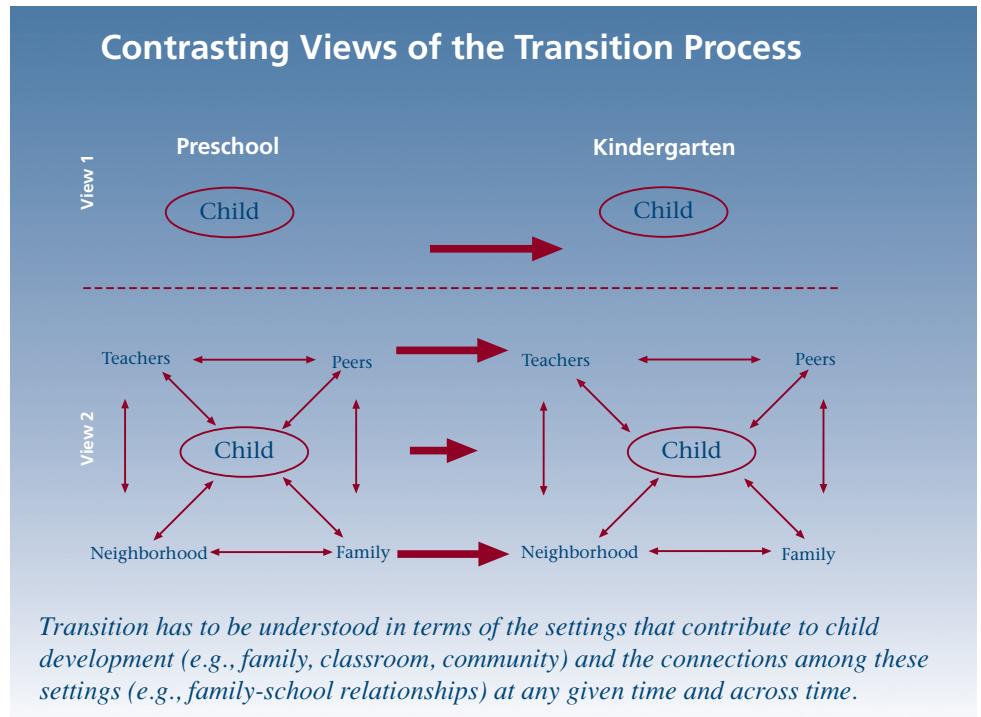 Contrasting Views of the Transition Process
Preschool
Kindergarten
View 1
Child
Child
Teachers
Peers
Teachers
Peers
View 2
Child
Child
Neighborhood
Family
Neighborhood
Family
Transition has to be understood in terms of the settings that contribute to child
development (e.g., family, classroom, community) and the connections among these
settings (e.g., family-school relationships) at any given time and across time.